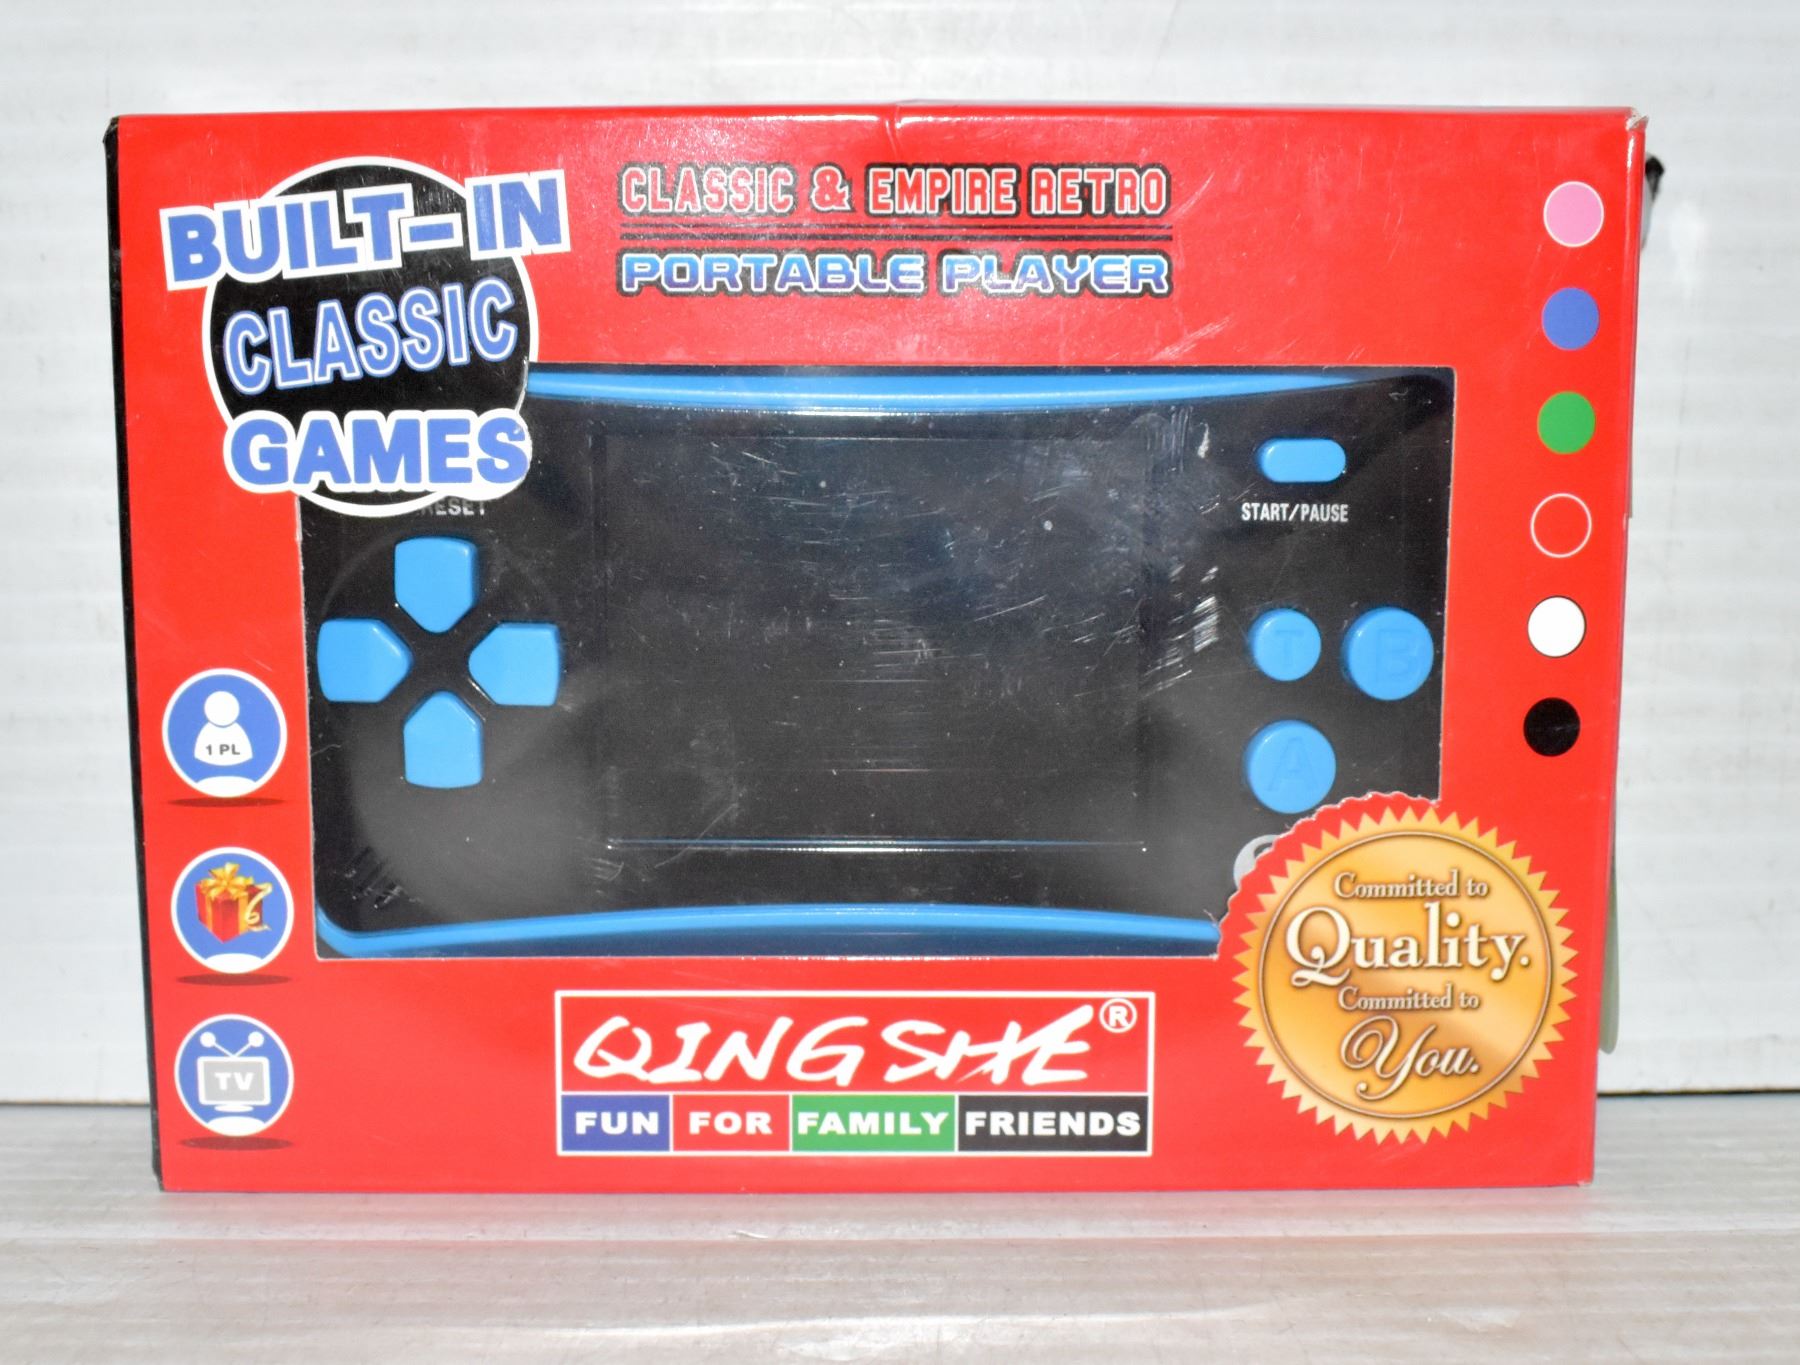 BUILT-IN
CLASSIC
GAMES
CLASSIC & EMPIRE RETRO
PORTABLE PLAYER
RESET
START/PAUSE
T
B
A
1 PL
TV
Committed to
Quality.
Committed to
You.
QINGSHE®
FUN FOR FAMILY FRIENDS